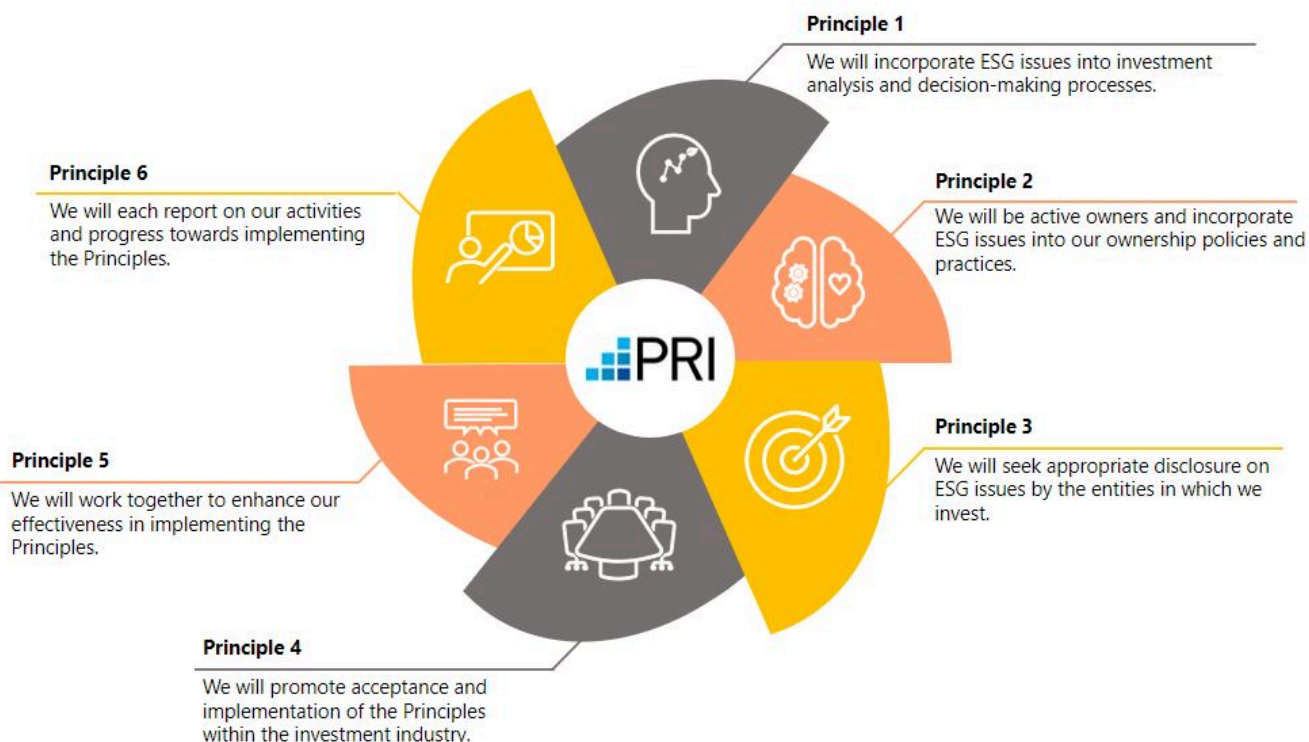 Principle 1
We will incorporate ESG issues into investment
analysis and decision-making processes.
Principle 2
We will be active owners and incorporate
ESG issues into our ownership policies and
practices.
Principle 3
We will seek appropriate disclosure on
ESG issues by the entities in which we
invest.
Principle 4
We will promote acceptance and
implementation of the Principles
within the investment industry.
Principle 5
We will work together to enhance our
effectiveness in implementing the
Principles.
Principle 6
We will each report on our activities
and progress towards implementing
the Principles.
PRI